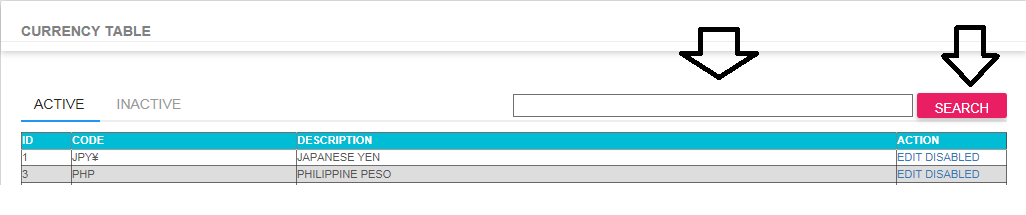 CURRENCY TABLE
ACTIVE INACTIVE SEARCH
ID CODE DESCRIPTION ACTION
1 JPY¥ JAPANESE YEN EDIT DISABLED
3 PHP PHILIPPINE PESO EDIT DISABLED